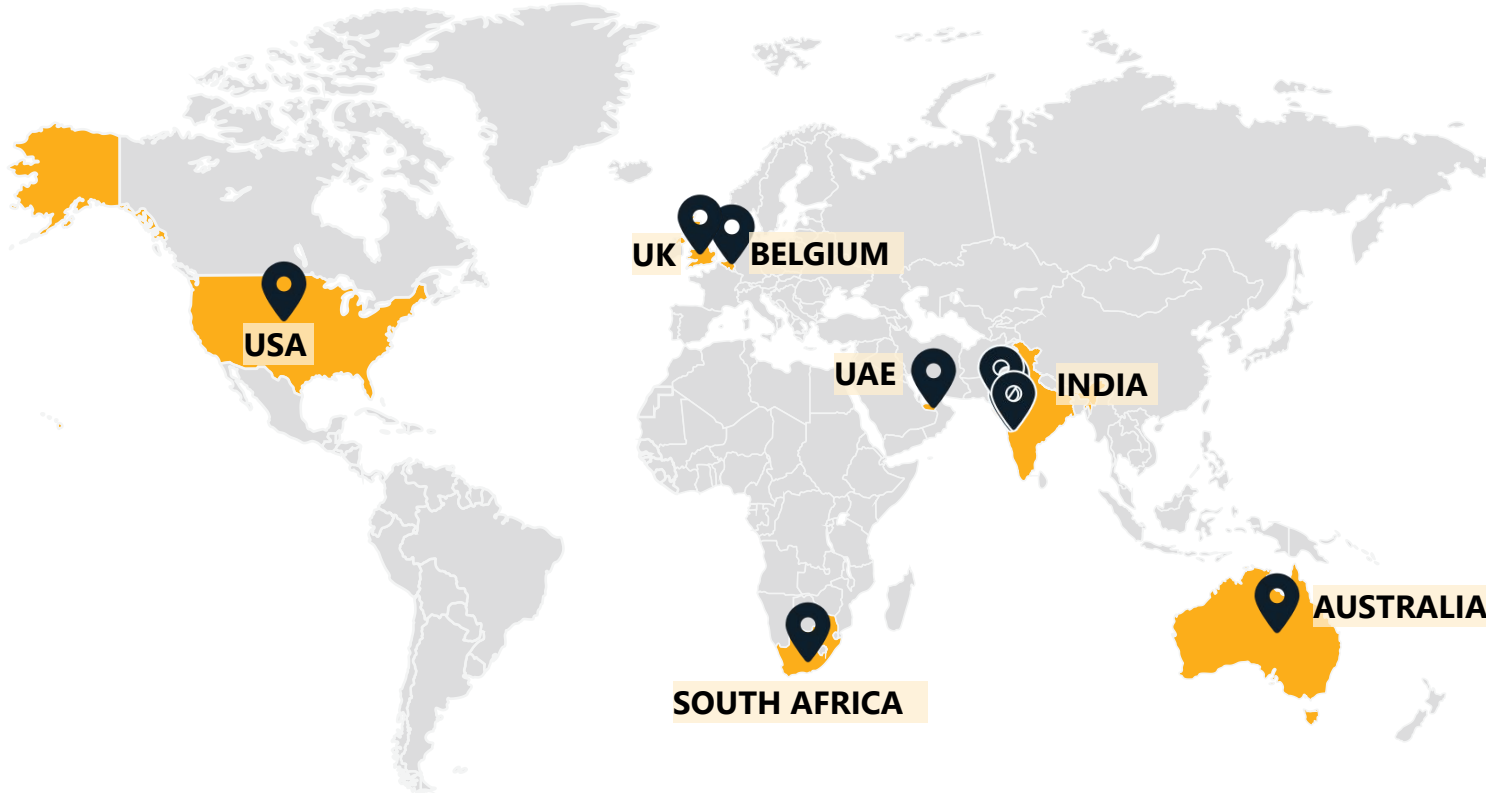 UK
BELGIUM
USA
UAE
INDIA
AUSTRALIA
SOUTH AFRICA